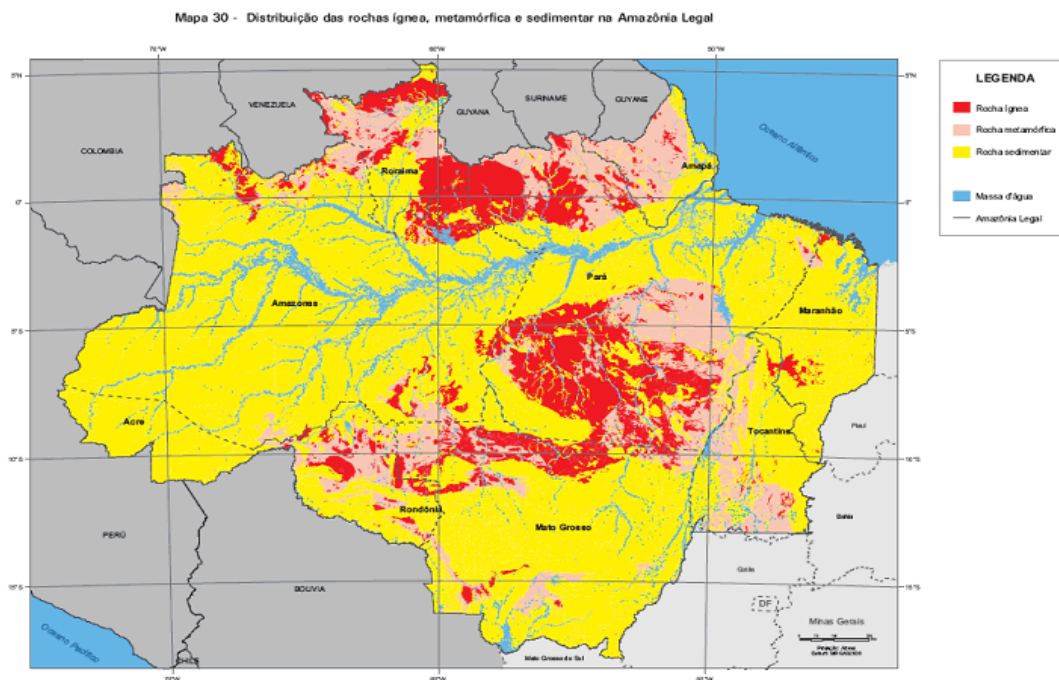 Mapa 30 - Distribuição das rochas ígnea, metamórfica e sedimentar na Amazônia Legal
70°W
60°W
50°W
5°N
5°N
LEGENDA
VENEZUELA
GUYANA
SURINAME
GUYANE
Rocha ígnea
Rocha metamórfica
Rocha sedimentar
COLOMBIA
Oceano Atlântico
Roraima
Amapá
Massa d'água
Amazônia Legal
0°
0°
Pará
Amazonas
Maranhão
5°S
5°S
Acre
Tocantins
Piauí
10°S
10°S
Rondônia
Mato Grosso
Bahia
PERÚ
Goiás
15°S
15°S
BOLIVIA
DF
Minas Gerais
Oceano Pacífico
CHILE
Mato Grosso do Sul
70°W
60°W
50°W